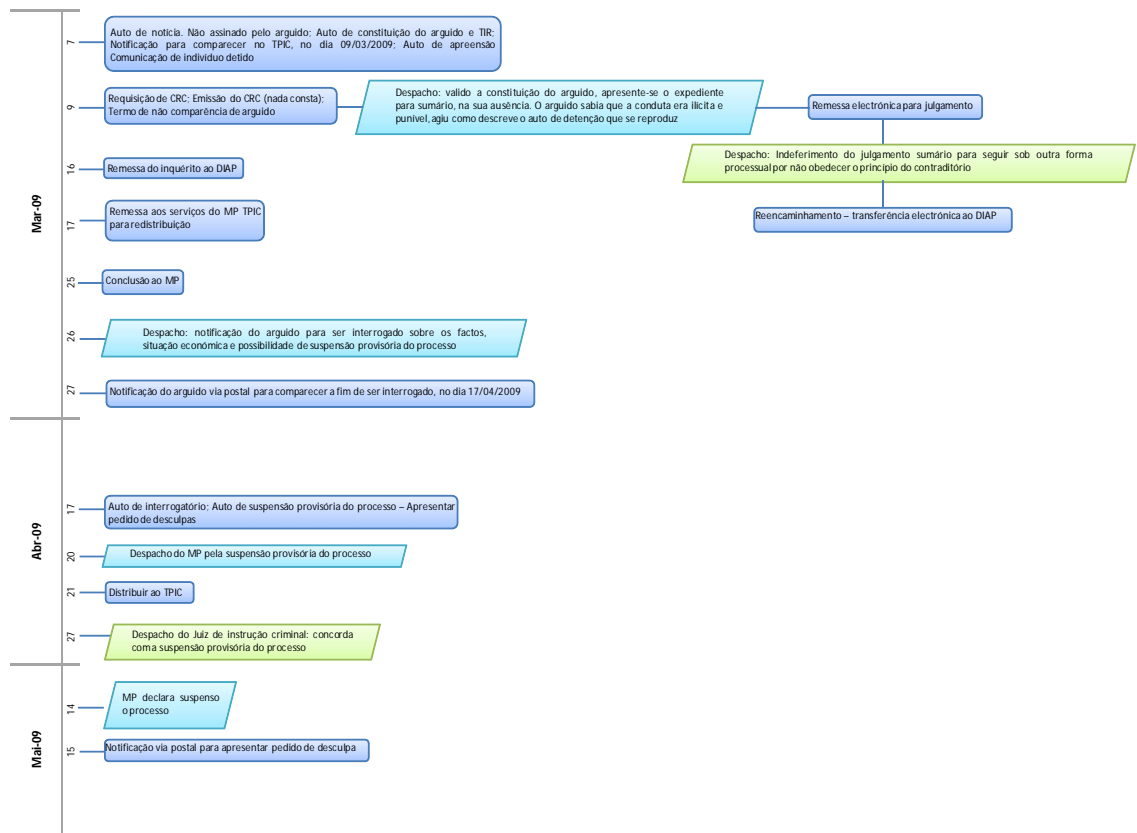 Mar-09
7
Auto de notícia. Não assinado pelo arguido; Auto de constituição do arguido e TIR;
Notificação para comparecer no TPIC, no dia 09/03/2009; Auto de apreensão
Comunicação de indivíduo detido
9
Requisição de CRC; Emissão do CRC (nada consta);
Termo de não comparência de arguido
Despacho: valido a constituição do arguido, apresente-se o expediente
para sumário, na sua ausência. O arguido sabia que a conduta era ilícita e
punível, agiu como descreve o auto de detenção que se reproduz
Remessa electrónica para julgamento
Despacho: Indeferimento do julgamento sumário para seguir sob outra forma
processual por não obedecer o princípio do contraditório
Reencaminhamento – transferência electrónica ao DIAP
16
Remessa do inquérito ao DIAP
17
Remessa aos serviços do MP TPIC
para redistribuição
25
Conclusão ao MP
26
Despacho: notificação do arguido para ser interrogado sobre os factos,
situação económica e possibilidade de suspensão provisória do processo
27
Notificação do arguido via postal para comparecer a fim de ser interrogado, no dia 17/04/2009
Abr-09
17
Auto de interrogatório; Auto de suspensão provisória do processo – Apresentar
pedido de desculpas
20
Despacho do MP pela suspensão provisória do processo
21
Distribuir ao TPIC
27
Despacho do Juiz de instrução criminal: concorda
com a suspensão provisória do processo
Mai-09
14
MP declara suspenso
o processo
15
Notificação via postal para apresentar pedido de desculpa